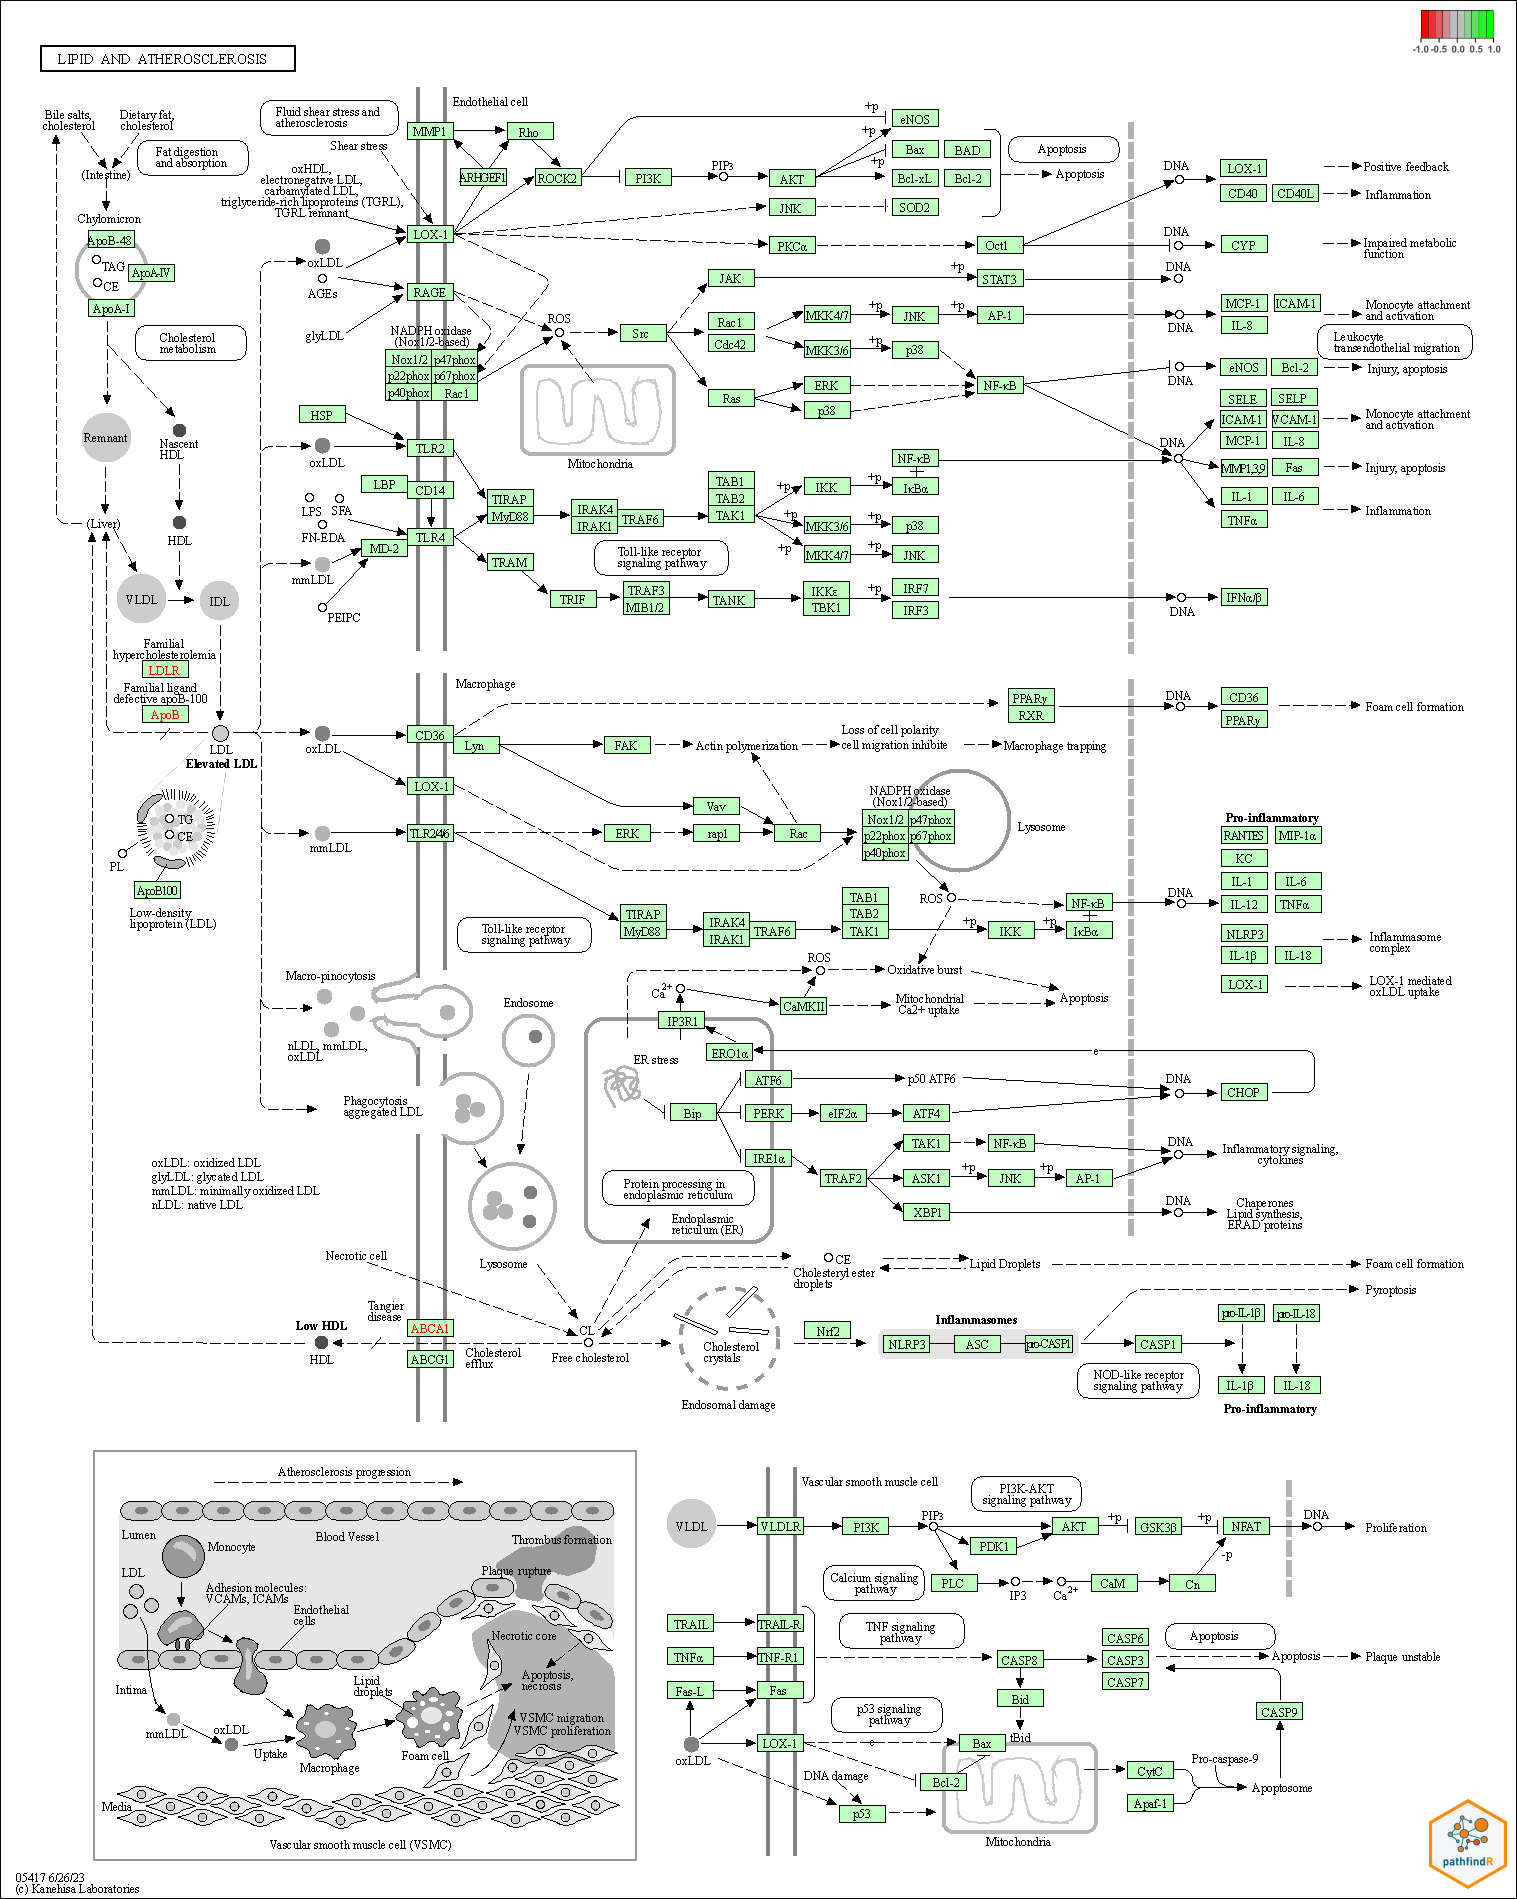 LIPID AND ATHEROSCLEROSIS
-1.0 -0.5 0.0 0.5 1.0
Bile salts,
cholesterol
Dietary fat,
cholesterol
Fat digestion
and absorption
(Intestine)
Chylomicron
ApoB-48
TAG
CE
ApoA-IV
ApoA-I
Cholesterol
metabolism
Remnant
Nascent
HDL
(Liver)
HDL
VLDL
IDL
Familial
hypercholesterolemia
LDLR
Familial ligand
defective apoB-100
ApoB
LDL
Elevated LDL
TG
CE
PL
ApoB100
Low-density
lipoprotein (LDL)
Fluid shear stress and
atherosclerosis
Shear stress
oxHDL,
electronegative LDL,
carbamylated LDL,
triglyceride-rich lipoproteins (TGRL),
TGRL remnant
oxLDL
AGEs
glyLDL
Endothelial cell
MMP1
Rho
ARHGEF1
ROCK2
PI3K
PIP3
AKT
+p
+p
+p
eNOS
Bax
BAD
Bcl-xL
Bcl-2
SOD2
Apoptosis
Apoptosis
JNK
LOX-1
PKCα
Oct1
RAGE
NADPH oxidase
(Nox1/2-based)
Nox1/2
p47phox
p22phox
p67phox
p40phox
Rac1
ROS
Src
Mitochondria
JAK
+p
STAT3
Rac1
Cdc42
MKK4/7
+p
JNK
+p
AP-1
MKK3/6
+p
p38
Ras
ERK
p38
NF-κB
DNA
LOX-1
Positive feedback
CD40
CD40L
Inflammation
DNA
CYP
Impaired metabolic
function
DNA
DNA
MCP-1
ICAM-1
IL-8
Monocyte attachment
and activation
Leukocyte
transendothelial migration
DNA
eNOS
Bcl-2
Injury, apoptosis
SELE
SELP
ICAM-1
VCAM-1
MCP-1
IL-8
Monocyte attachment
and activation
DNA
MMP1,3,9
Fas
Injury, apoptosis
IL-1
IL-6
TNFα
Inflammation
HSP
oxLDL
TLR2
LBP
CD14
LPS
SFA
FN-EDA
TLR4
MD-2
mmLDL
PEIPC
TIRAP
MyD88
IRAK4
IRAK1
TRAF6
TAB1
TAB2
TAK1
+p
+p
+p
IKK
+p
NF-κB
IκBα
MKK3/6
+p
p38
MKK4/7
+p
JNK
Toll-like receptor
signaling pathway
TRAM
TRIF
TRAF3
MIB1/2
TANK
IKKε
TBK1
+p
IRF7
IRF3
DNA
IFNα/β
Macrophage
oxLDL
CD36
Lyn
FAK
Actin polymerization
Loss of cell polarity
cell migration inhibite
Macrophage trapping
PPARγ
RXR
DNA
CD36
PPARγ
Foam cell formation
LOX-1
Vav
mmLDL
TLR2/4/6
ERK
rap1
Rac
NADPH oxidase
(Nox1/2-based)
Nox1/2
p47phox
p22phox
p67phox
p40phox
Lysosome
ROS
TIRAP
MyD88
IRAK4
IRAK1
TRAF6
TAB1
TAB2
TAK1
+p
IKK
+p
NF-κB
IκBα
DNA
Pro-inflammatory
RANTES
MIP-1α
KC
IL-1
IL-6
IL-12
TNFα
NLRP3
Inflammasome
complex
IL-1β
IL-18
LOX-1
LOX-1 mediated
oxLDL uptake
Toll-like receptor
signaling pathway
Macro-pinocytosis
nLDL, mmLDL,
oxLDL
Endosome
ROS
Oxidative burst
Ca2+
CaMKII
Mitochondrial
Ca2+ uptake
Apoptosis
IP3R1
ER stress
ERO1α
e
ATF6
p50 ATF6
DNA
CHOP
Bip
PERK
eIF2α
ATF4
IRE1α
TRAF2
TAK1
NF-κB
ASK1
+p
JNK
+p
AP-1
DNA
Inflammatory signaling,
cytokines
XBP1
DNA
Chaperones
Lipid synthesis,
ERAD proteins
Protein processing in
endoplasmic reticulum
Endoplasmic
reticulum (ER)
Phagocytosis
aggregated LDL
oxLDL: oxidized LDL
glyLDL: glycated LDL
mmLDL: minimally oxidized LDL
nLDL: native LDL
Lysosome
Necrotic cell
CE
Cholesteryl ester
droplets
Lipid Droplets
Foam cell formation
Pyroptosis
Tangier
disease
Low HDL
HDL
ABCA1
ABCG1
Cholesterol
efflux
CL
Free cholesterol
Cholesterol
crystals
Endosomal damage
Nrf2
Inflammasomes
NLRP3
ASC
pro-CASP1
CASP1
pro-IL-1β
pro-IL-18
IL-1β
IL-18
Pro-inflammatory
NOD-like receptor
signaling pathway
Atherosclerosis progression
Lumen
Blood Vessel
Monocyte
Thrombus formation
LDL
Plaque rupture
Adhesion molecules:
VCAMs, ICAMs
Endothelial
cells
Necrotic core
Intima
Lipid
droplets
Apoptosis,
necrosis
mmLDL
oxLDL
VSMC migration
VSMC proliferation
Uptake
Macrophage
Foam cell
Media
Vascular smooth muscle cell (VSMC)
Vascular smooth muscle cell
VLDL
VLDLR
PI3K
PIP3
PI3K-AKT
signaling pathway
AKT
+p
GSK3β
+p
NFAT
DNA
Proliferation
PDK1
-p
Calcium signaling
pathway
PLC
IP3
Ca2+
CaM
Cn
TRAIL
TRAIL-R
TNF signaling
pathway
TNFα
TNF-R1
CASP8
CASP6
CASP3
CASP7
Apoptosis
Apoptosis
Plaque unstable
Fas-L
Fas
Bid
tBid
CASP9
p53 signaling
pathway
oxLDL
LOX-1
e
Bax
Bcl-2
DNA damage
p53
Mitochondria
CytC
Apaf-1
Pro-caspase-9
Apoptosome
pathfindR
05417 6/26/23
(c) Kanehisa Laboratories